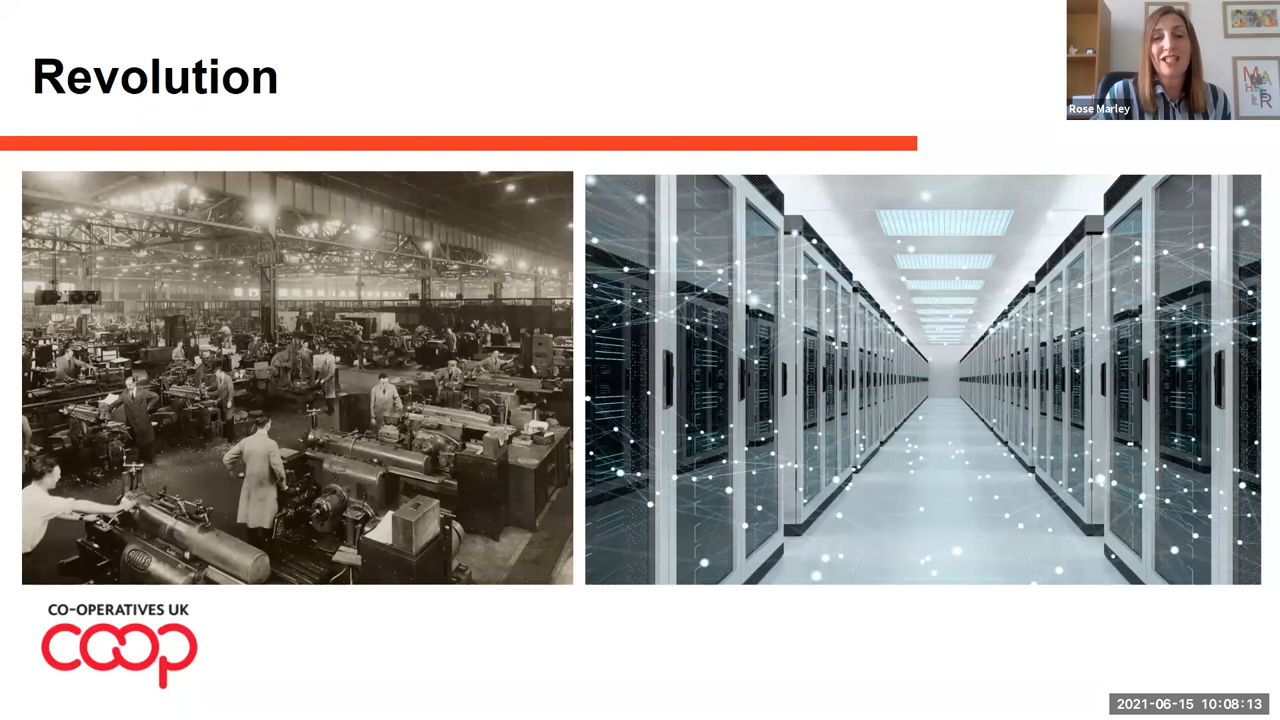 Revolution
Rose Marley
CO-OPERATIVES UK
coop
2021-06-15 10:08:13